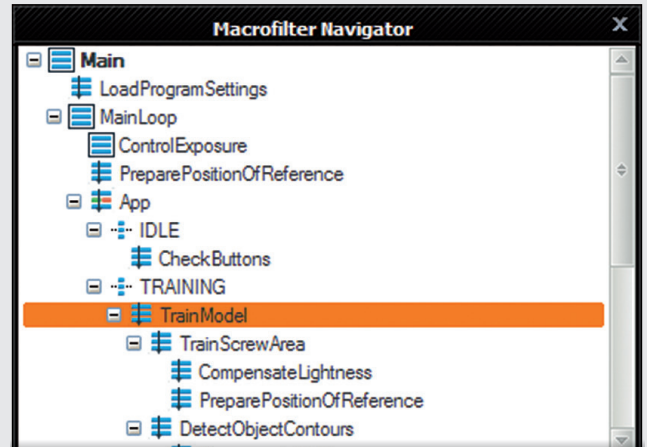 Macrofilter Navigator
Main
LoadProgramSettings
MainLoop
ControlExposure
PreparePositionOfReference
App
IDLE
CheckButtons
TRAINING
TrainModel
TrainScrewArea
CompensateLightness
PreparePositionOfReference
DetectObjectContours